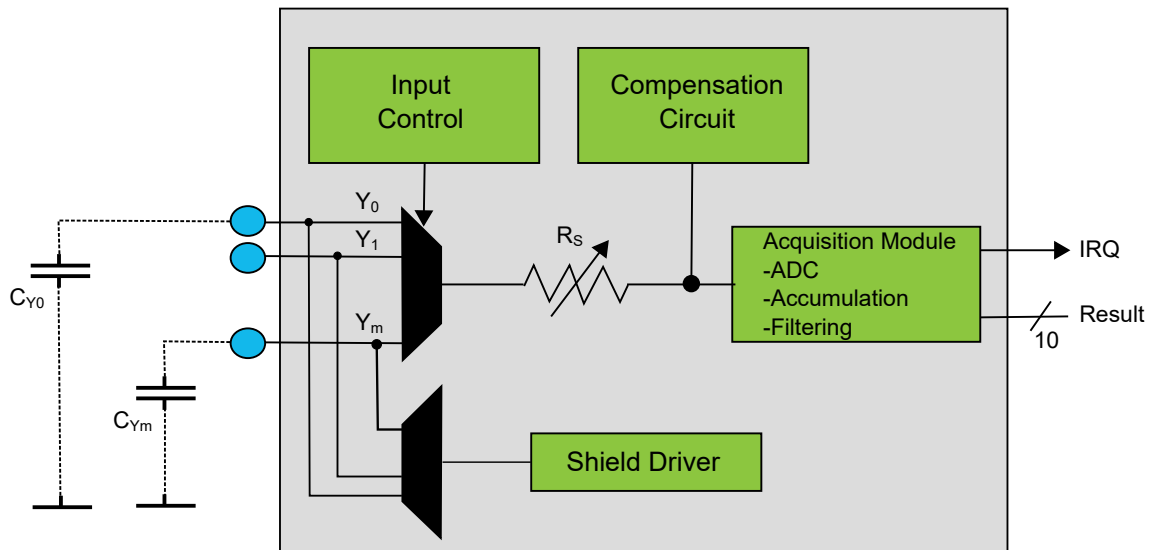 Input
Control
Compensation
Circuit
Y0
Y1
RS
Acquisition Module
-ADC
-Accumulation
-Filtering
IRQ
Result
10
CY0
Ym
CYm
Shield Driver